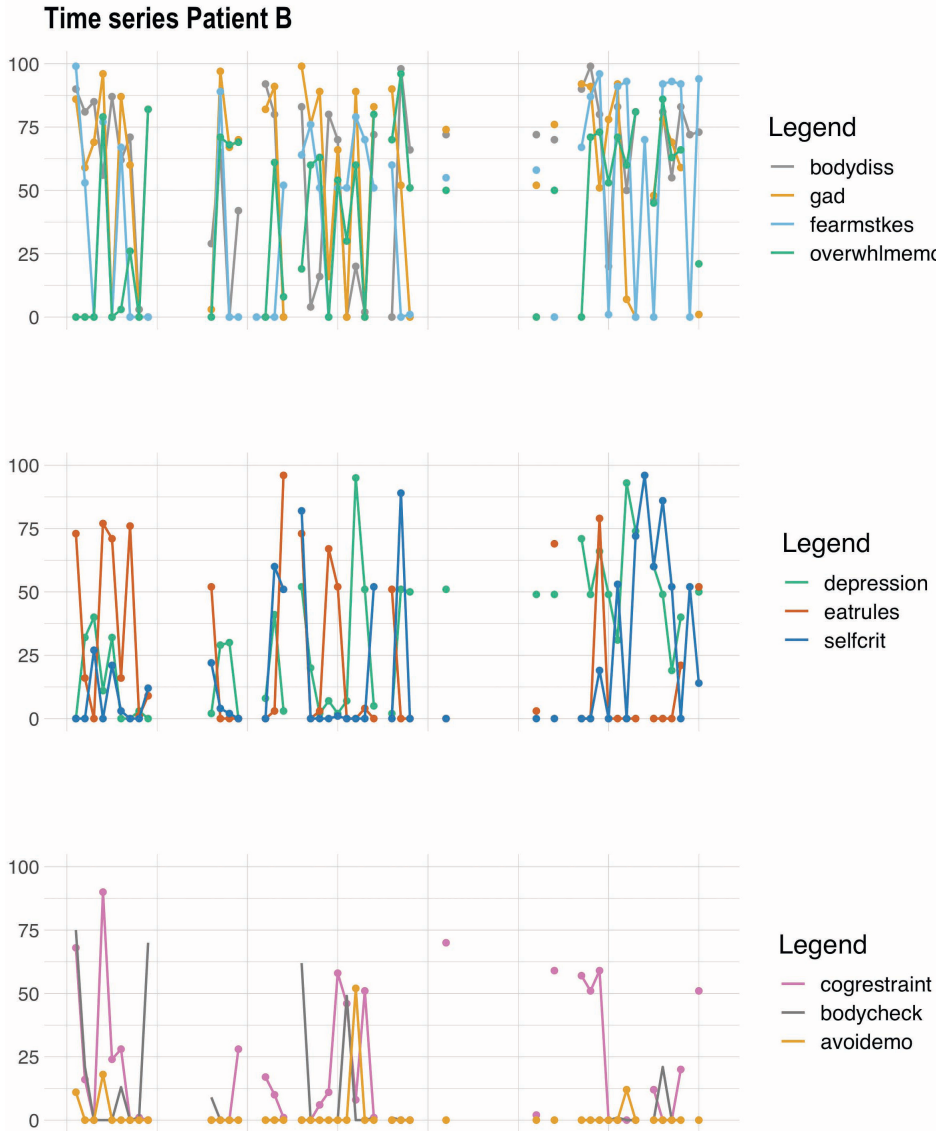 Time series Patient B
100
75
50
25
0
Legend
bodydiss
gad
fearmstkes
overwhlmemo
100
75
50
25
0
Legend
depression
eatrules
selfcrit
100
75
50
25
0
Legend
cogrestraint
bodycheck
avoidemo